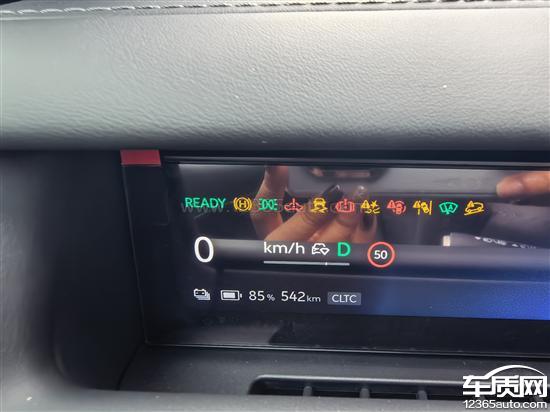 READY
0 km/h D 50
85% 542km CLTC
车质网
12365auto.com